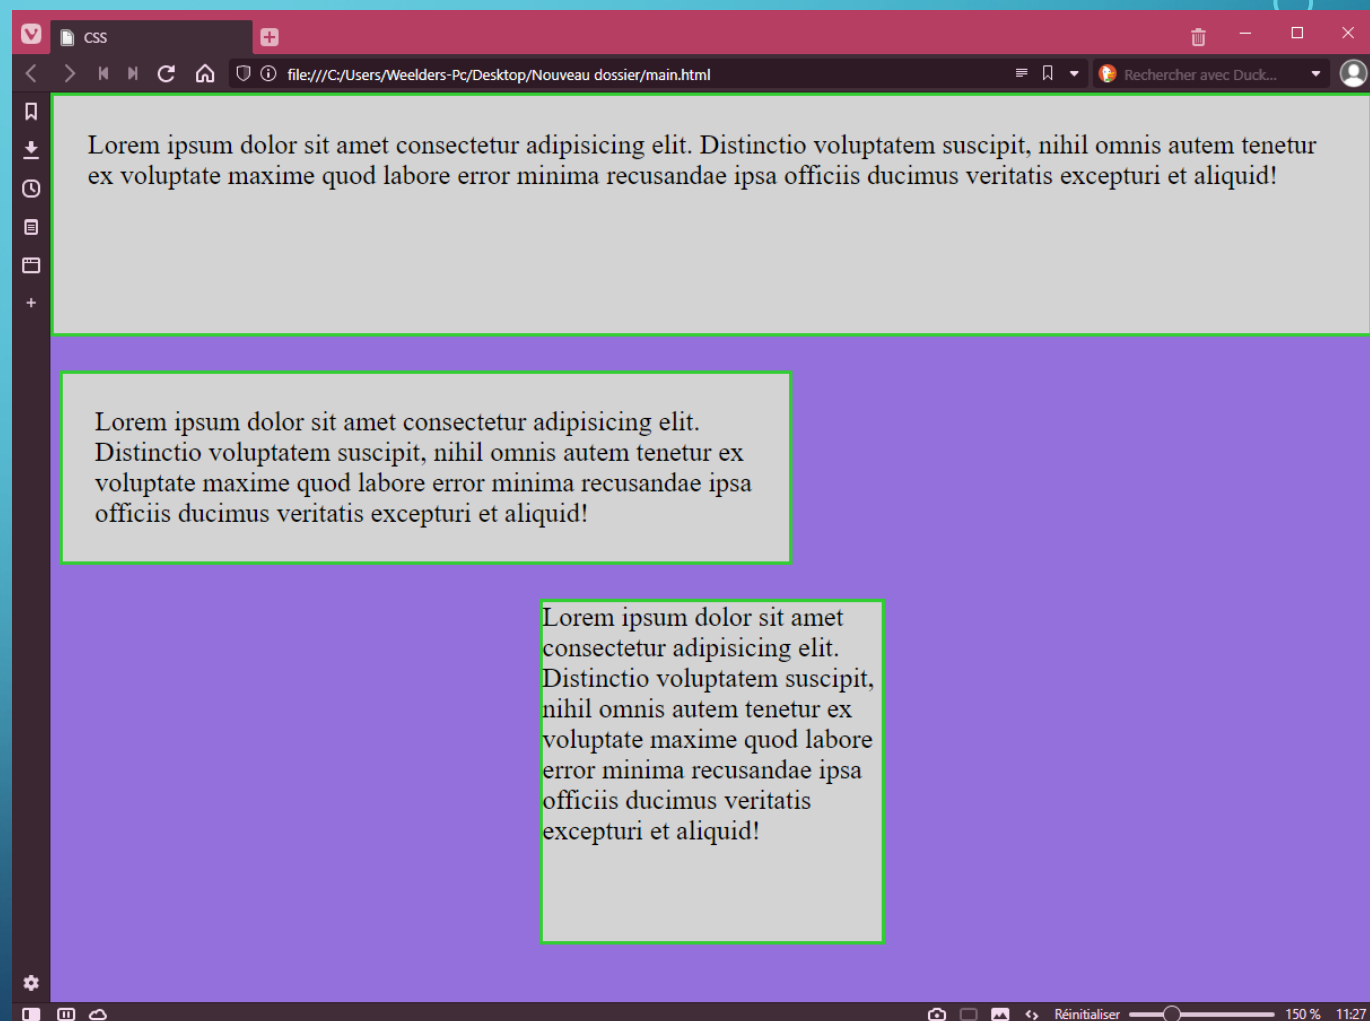 CSS
file:///C:/Users/Weelders-Pc/Desktop/Nouveau dossier/main.html
Rechercher avec Duck...
Lorem ipsum dolor sit amet consectetur adipisicing elit. Distinctio voluptatem suscipit, nihil omnis autem tenetur
ex voluptate maxime quod labore error minima recusandae ipsa officiis ducimus veritatis excepturi et aliquid!
Lorem ipsum dolor sit amet consectetur adipisicing elit.
Distinctio voluptatem suscipit, nihil omnis autem tenetur ex
voluptate maxime quod labore error minima recusandae ipsa
officiis ducimus veritatis excepturi et aliquid!
Lorem ipsum dolor sit amet
consectetur adipisicing elit.
Distinctio voluptatem suscipit,
nihil omnis autem tenetur ex
voluptate maxime quod labore
error minima recusandae ipsa
officiis ducimus veritatis
excepturi et aliquid!
Réinitialiser 150 % 11:27